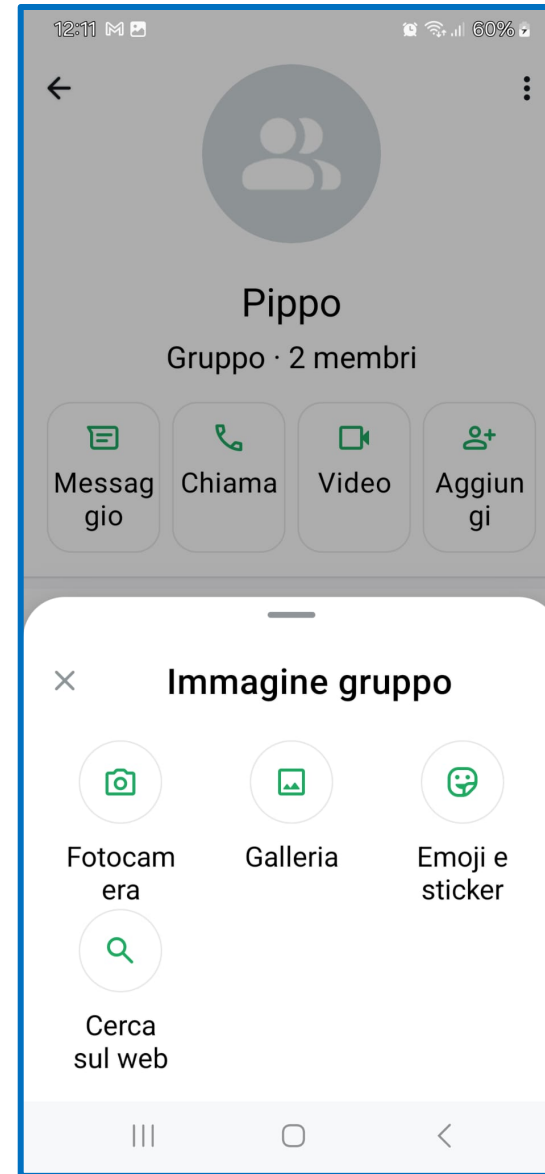 12:11 60%
Pippo
Gruppo · 2 membri
Messag
gio
Chiama
Video
Aggiun
gi
Immagine gruppo
Fotocam
era
Galleria
Emoji e
sticker
Cerca
sul web